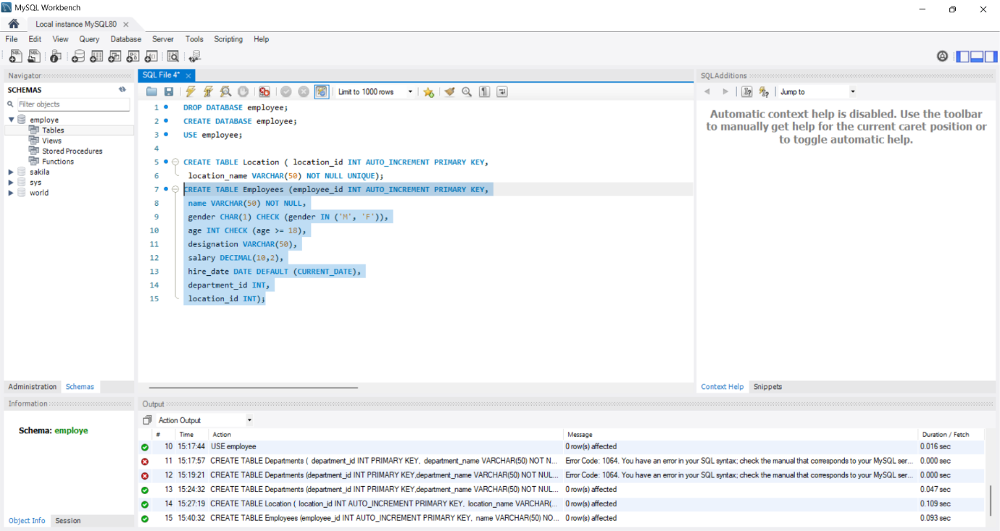 MySQL Workbench
Local instance MySQL80
File Edit View Query Database Server Tools Scripting Help
Navigator
SCHEMAS
Filter objects
employe
Tables
Views
Stored Procedures
Functions
sakila
sys
world
Administration Schemas
Information
Schema: employe
Object Info Session
SQL File 4*
Limit to 1000 rows
1 DROP DATABASE employee;
2 CREATE DATABASE employee;
3 USE employee;
4
5 CREATE TABLE Location ( location_id INT AUTO_INCREMENT PRIMARY KEY,
6 location_name VARCHAR(50) NOT NULL UNIQUE);
7 CREATE TABLE Employees (employee_id INT AUTO_INCREMENT PRIMARY KEY,
8 name VARCHAR(50) NOT NULL,
9 gender CHAR(1) CHECK (gender IN ('M', 'F')),
10 age INT CHECK (age >= 18),
11 designation VARCHAR(50),
12 salary DECIMAL(10,2),
13 hire_date DATE DEFAULT (CURRENT_DATE),
14 department_id INT,
15 location_id INT);
SQLAdditions
Jump to
Automatic context help is disabled. Use the toolbar
to manually get help for the current caret position or
to toggle automatic help.
Context Help Snippets
Output
Action Output
# Time Action Message Duration / Fetch
10 15:17:44 USE employee 0 row(s) affected 0.016 sec
11 15:17:57 CREATE TABLE Departments ( department_id INT PRIMARY KEY, department_name VARCHAR(50) NOT N... Error Code: 1064. You have an error in your SQL syntax; check the manual that corresponds to your MySQL ser... 0.000 sec
12 15:19:21 CREATE TABLE Departments (department_id INT PRIMARY KEY,department_name VARCHAR(50) NOT NUL... Error Code: 1064. You have an error in your SQL syntax; check the manual that corresponds to your MySQL ser... 0.000 sec
13 15:24:32 CREATE TABLE Departments (department_id INT PRIMARY KEY,department_name VARCHAR(50) NOT NUL... 0 row(s) affected 0.047 sec
14 15:27:19 CREATE TABLE Location ( location_id INT AUTO_INCREMENT PRIMARY KEY, location_name VARCHAR(... 0 row(s) affected 0.109 sec
15 15:40:32 CREATE TABLE Employees (employee_id INT AUTO_INCREMENT PRIMARY KEY, name VARCHAR(50) NO... 0 row(s) affected 0.093 sec